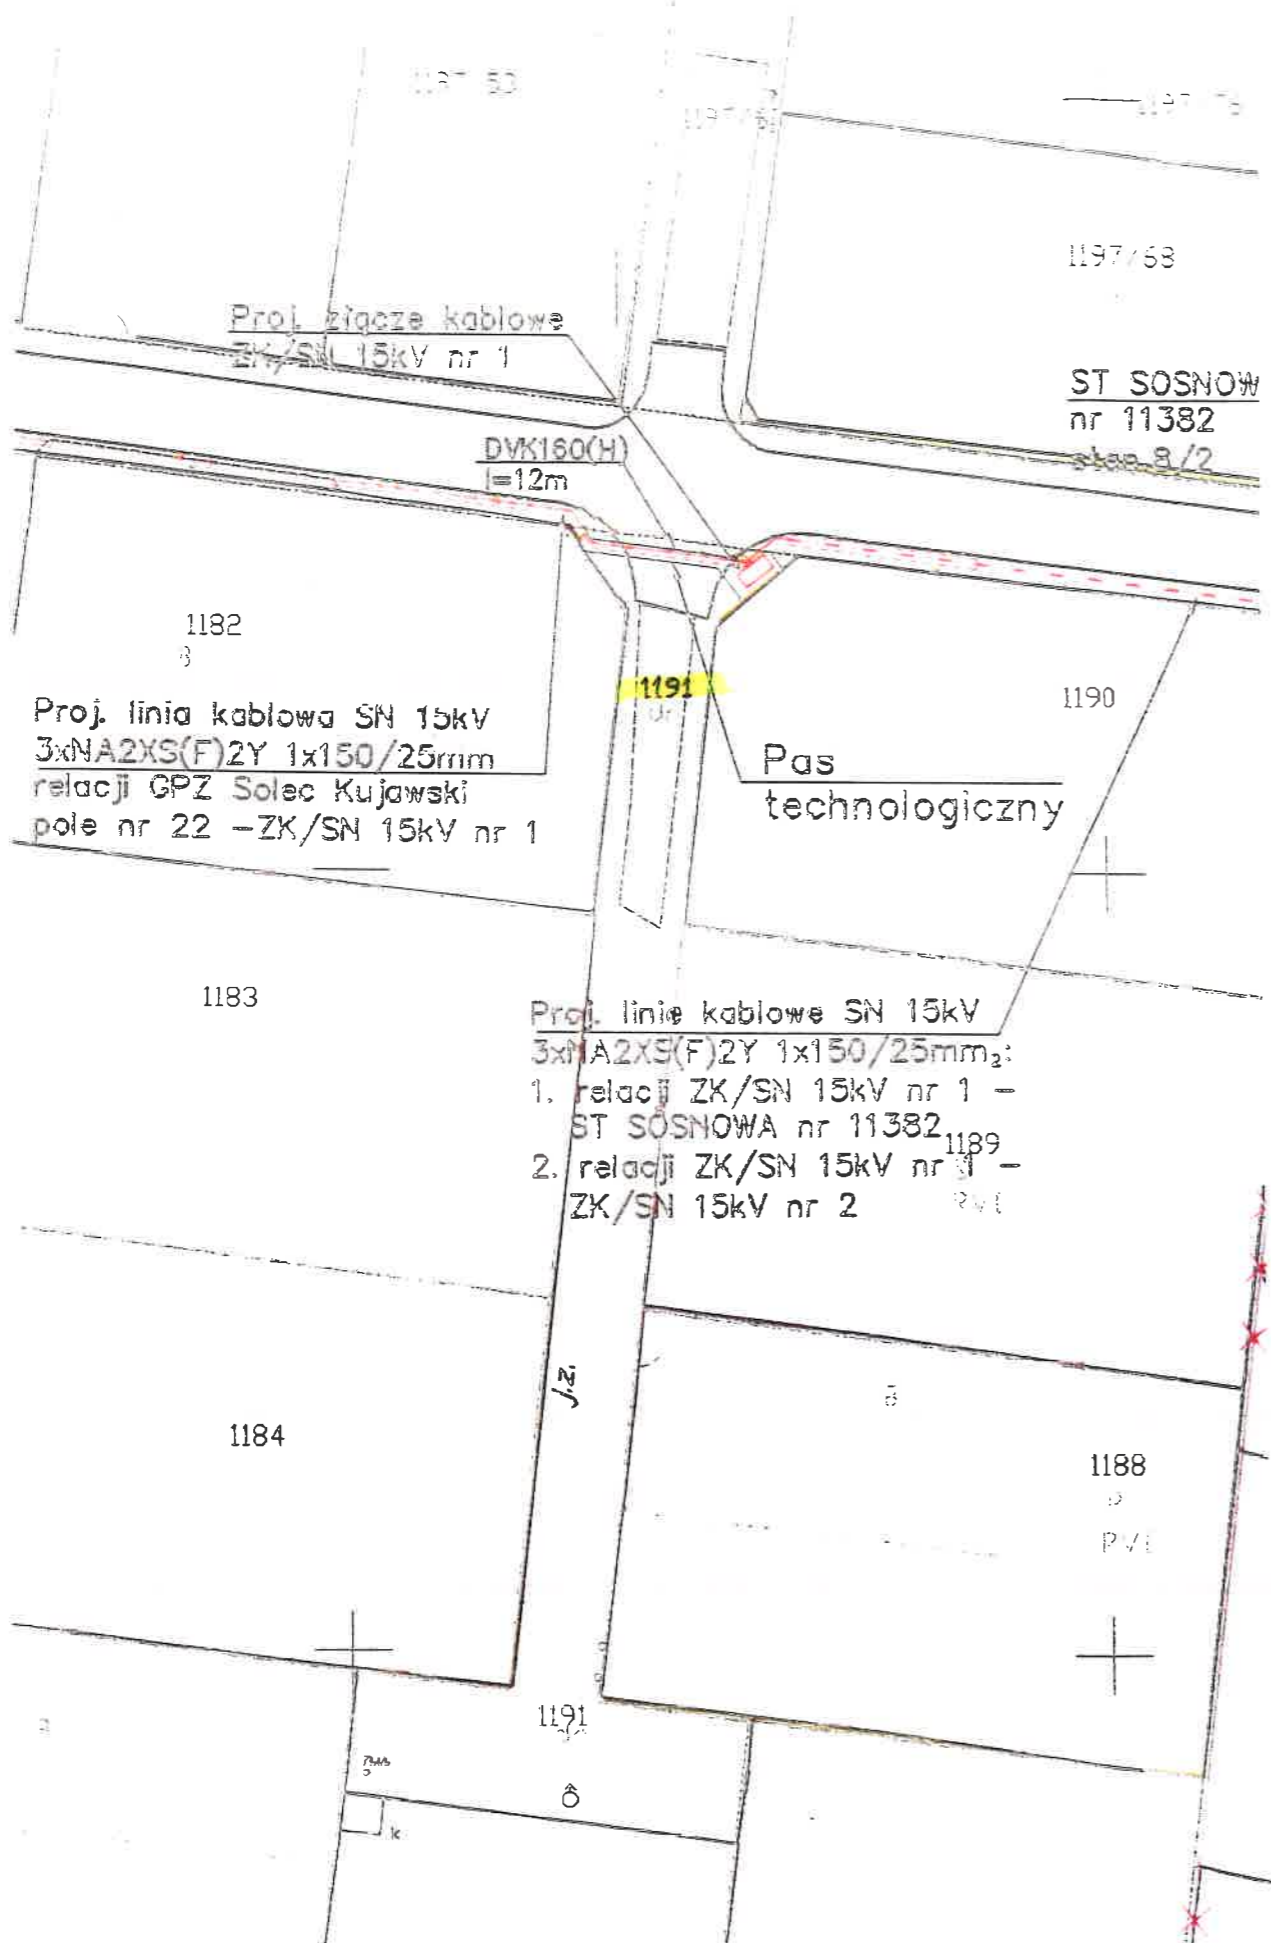 1197/68
Proj. złącze kablowe
ZK/SN 15kV nr 1
ST SOSNOW
nr 11382
stan 8/2
DVK160(H)
l=12m
1182
1191
dr
1190
Proj. linia kablowa SN 15kV
3xNA2XS(F)2Y 1x150/25mm
relacji GPZ Solec Kujawski
pole nr 22 -ZK/SN 15kV nr 1
Pas
technologiczny
1183
Proj. linie kablowe SN 15kV
3xNA2XS(F)2Y 1x150/25mm2:
1. relacji ZK/SN 15kV nr 1 -
ST SOSNOWA nr 11382
1189
2. relacji ZK/SN 15kV nr 1 -
ZK/SN 15kV nr 2
j.z.
1184
1188
1191
k